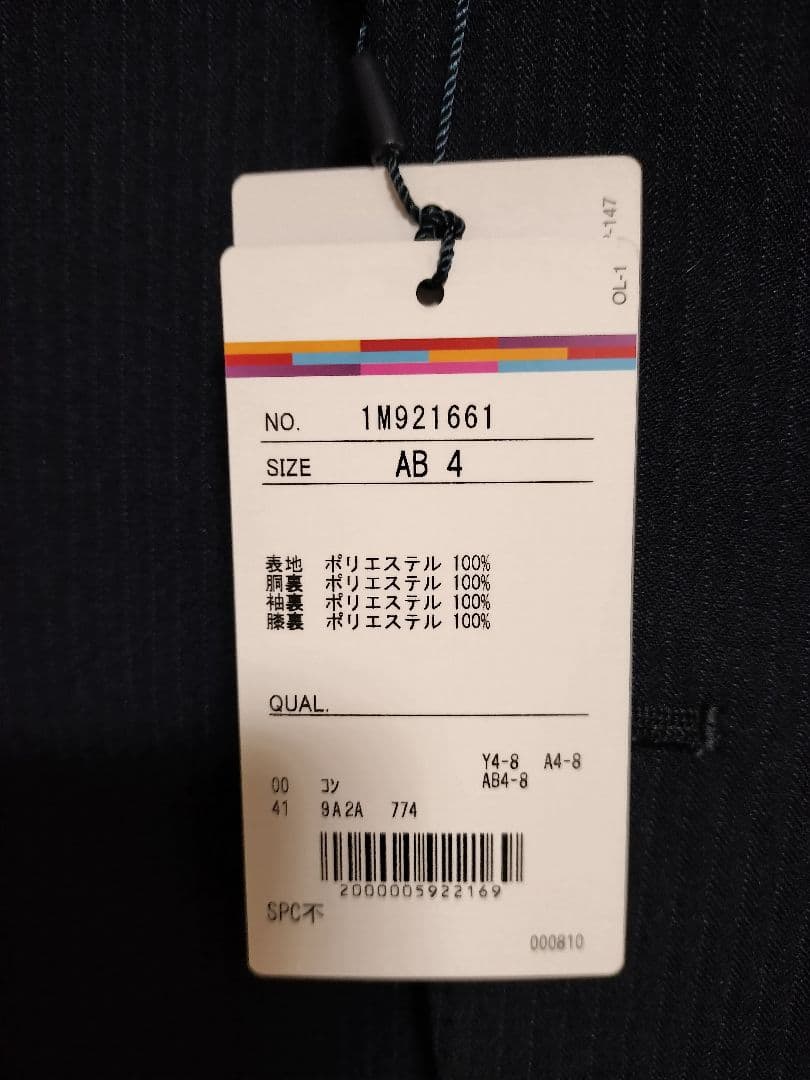 -147
OL-1
NO. 1M921661
SIZE AB 4
表地 ポリエステル 100%
胴裏 ポリエステル 100%
袖裏 ポリエステル 100%
膝裏 ポリエステル 100%
QUAL.
Y4-8 A4-8
00 コン AB4-8
41 9A2A 774
2000005922169
SPC不
000810